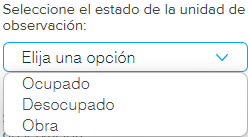 Seleccione el estado de la unidad de
observación:
Elija una opción
Ocupado
Desocupado
Obra